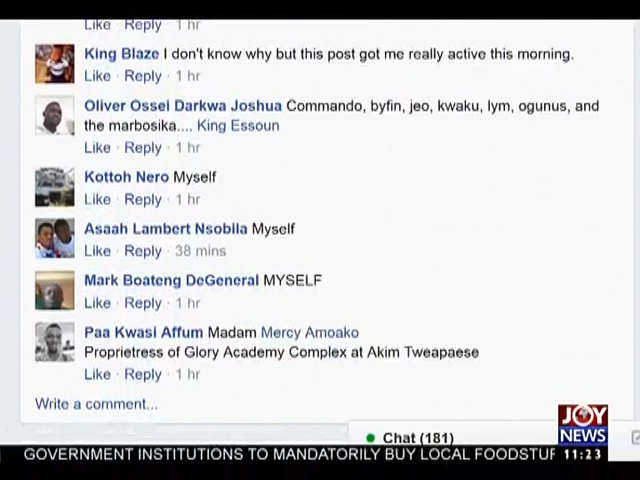 Like · Reply · 1 hr
King Blaze I don't know why but this post got me really active this morning.
Like · Reply · 1 hr
Oliver Ossei Darkwa Joshua Commando, byfin, jeo, kwaku, lym, ogunus, and
the marbosika.... King Essoun
Like · Reply · 1 hr
Kottoh Nero Myself
Like · Reply · 1 hr
Asaah Lambert Nsobila Myself
Like · Reply · 38 mins
Mark Boateng DeGeneral MYSELF
Like · Reply · 1 hr
Paa Kwasi Affum Madam Mercy Amoako
Proprietress of Glory Academy Complex at Akim Tweapaese
Like · Reply · 1 hr
Write a comment...
Chat (181)
JOY
NEWS
GOVERNMENT INSTITUTIONS TO MANDATORILY BUY LOCAL FOODSTUF 11:23